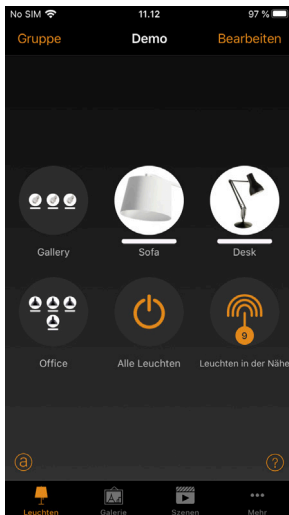 No SIM 11.12 97 %
Gruppe Demo Bearbeiten
Gallery Sofa Desk
9
Office Alle Leuchten Leuchten in der Nähe
a ?
Leuchten Galerie Szenen Mehr